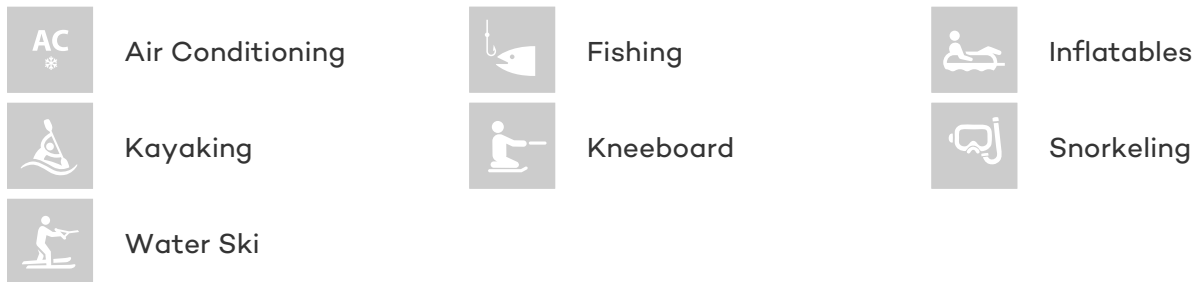 AC
Air Conditioning
Fishing
Inflatables
Kayaking
Kneeboard
Snorkeling
Water Ski